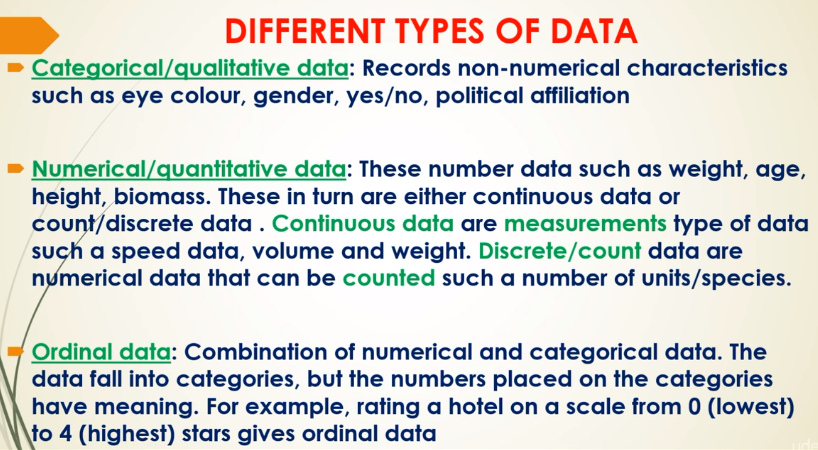 DIFFERENT TYPES OF DATA
Categorical/qualitative data: Records non-numerical characteristics
such as eye colour, gender, yes/no, political affiliation
Numerical/quantitative data: These number data such as weight, age,
height, biomass. These in turn are either continuous data or
count/discrete data . Continuous data are measurements type of data
such a speed data, volume and weight. Discrete/count data are
numerical data that can be counted such a number of units/species.
Ordinal data: Combination of numerical and categorical data. The
data fall into categories, but the numbers placed on the categories
have meaning. For example, rating a hotel on a scale from 0 (lowest)
to 4 (highest) stars gives ordinal data